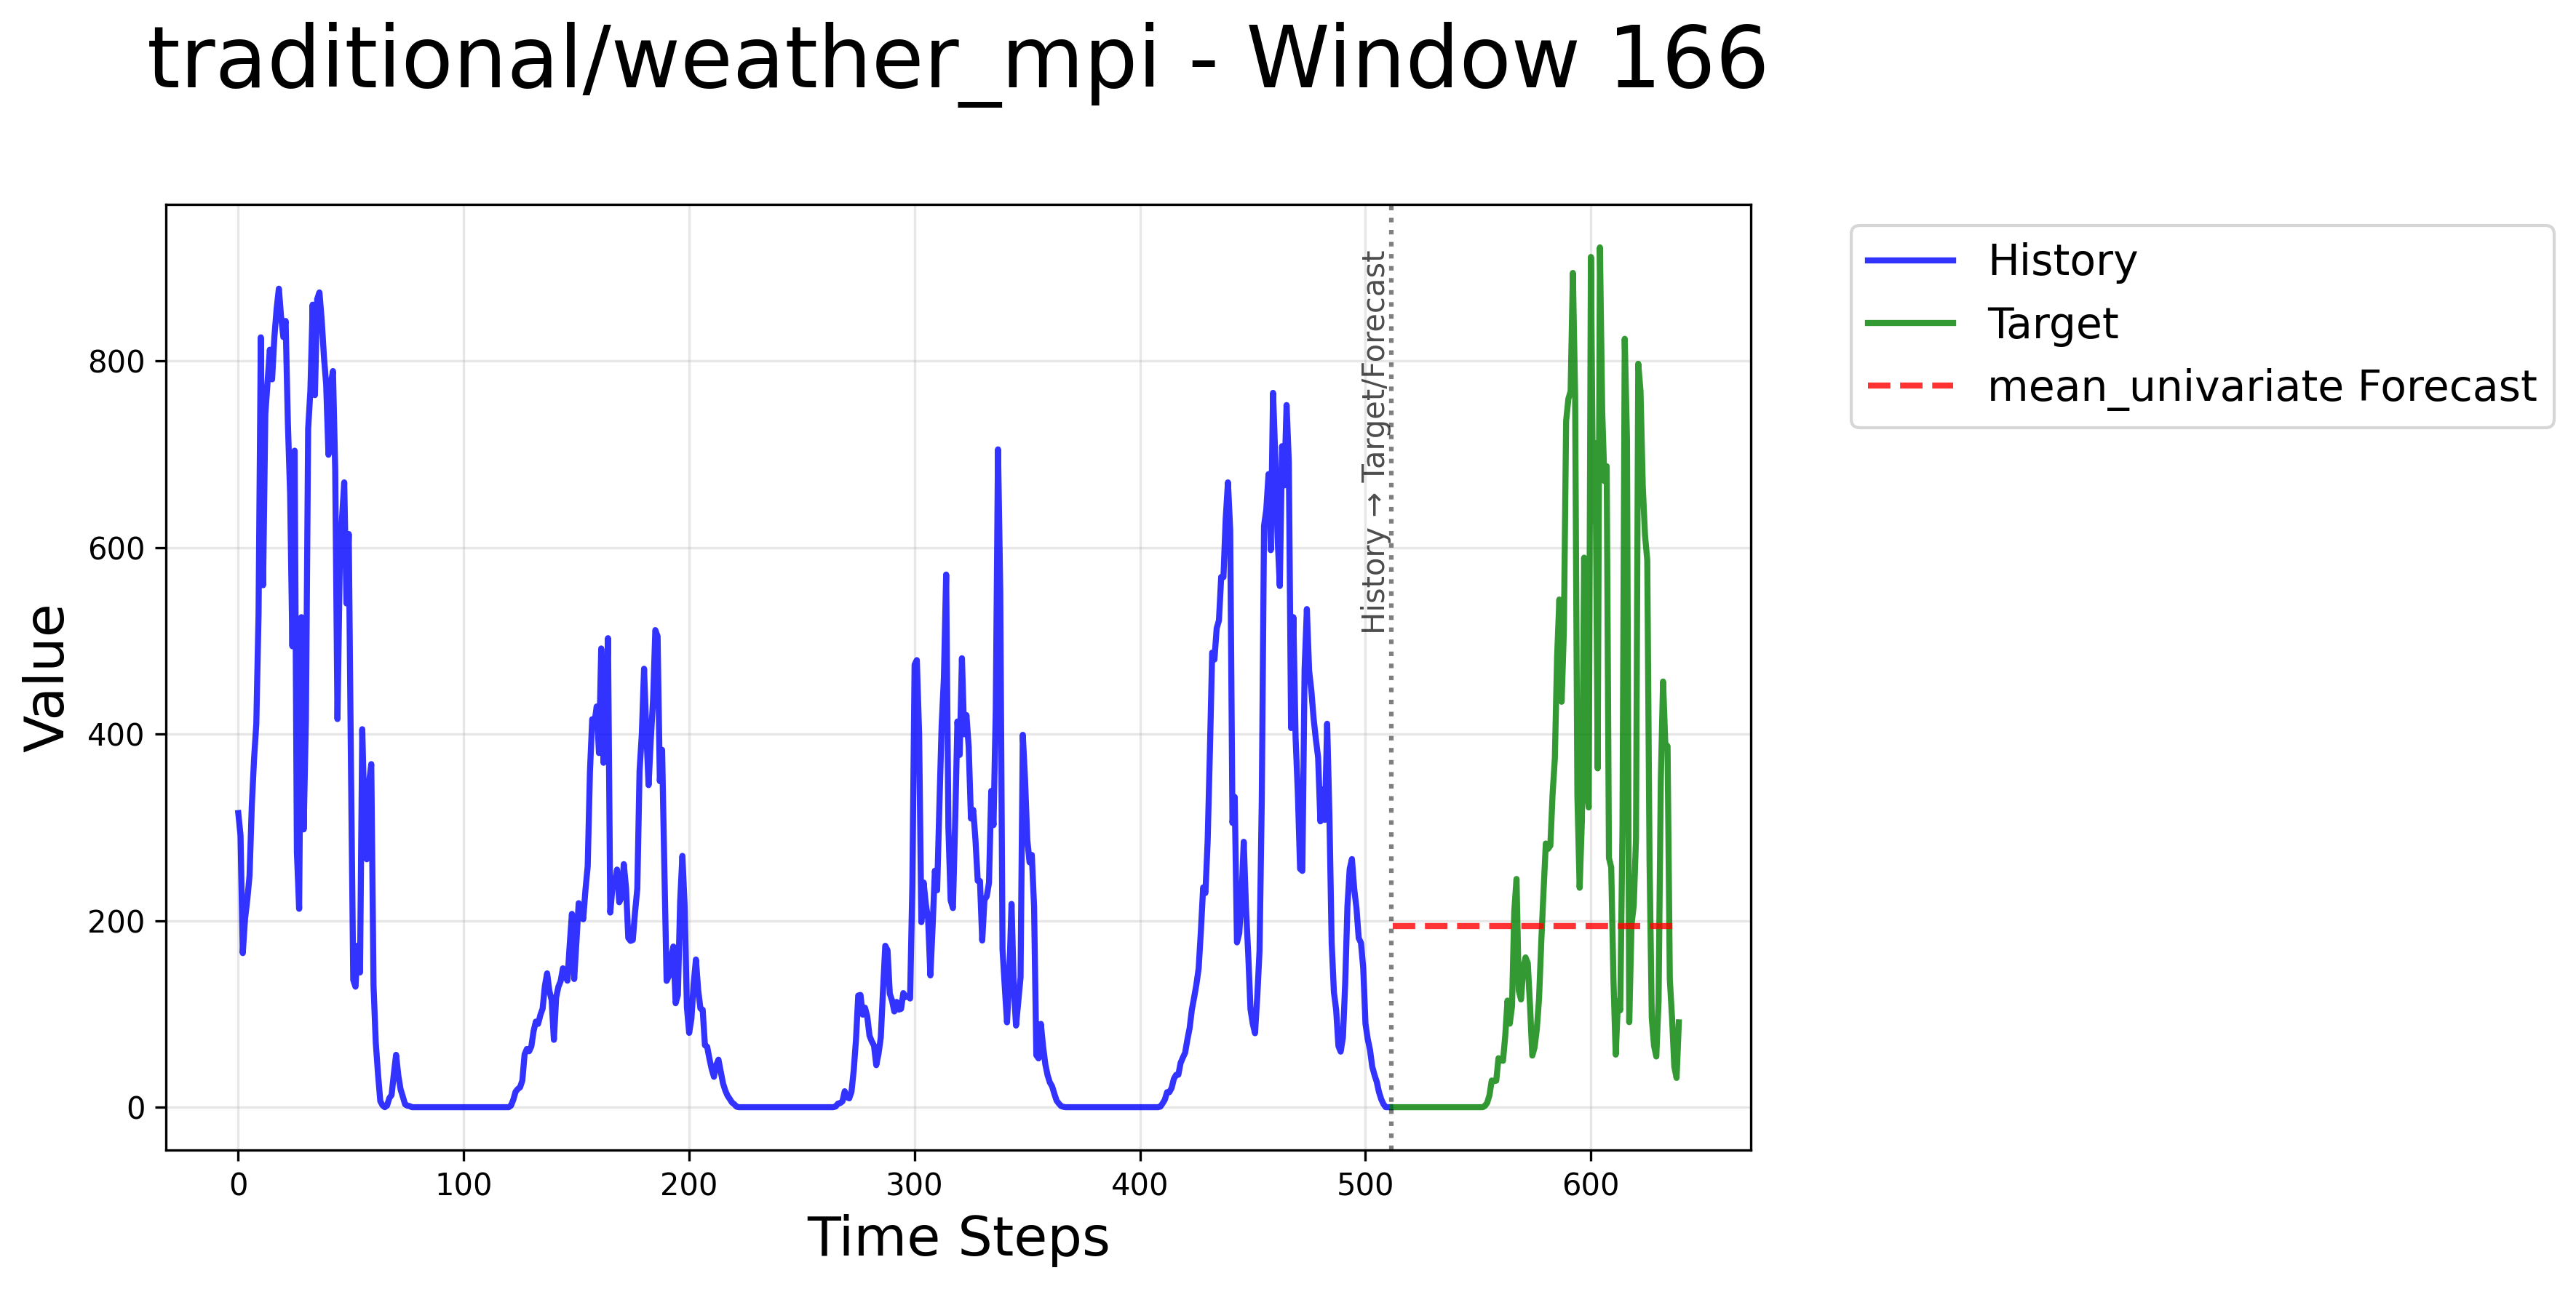 traditional/weather_mpi - Window 166
History
Target
mean_univariate Forecast
History → Target/Forecast
Value
800
600
400
200
0
0 100 200 300 400 500 600
Time Steps